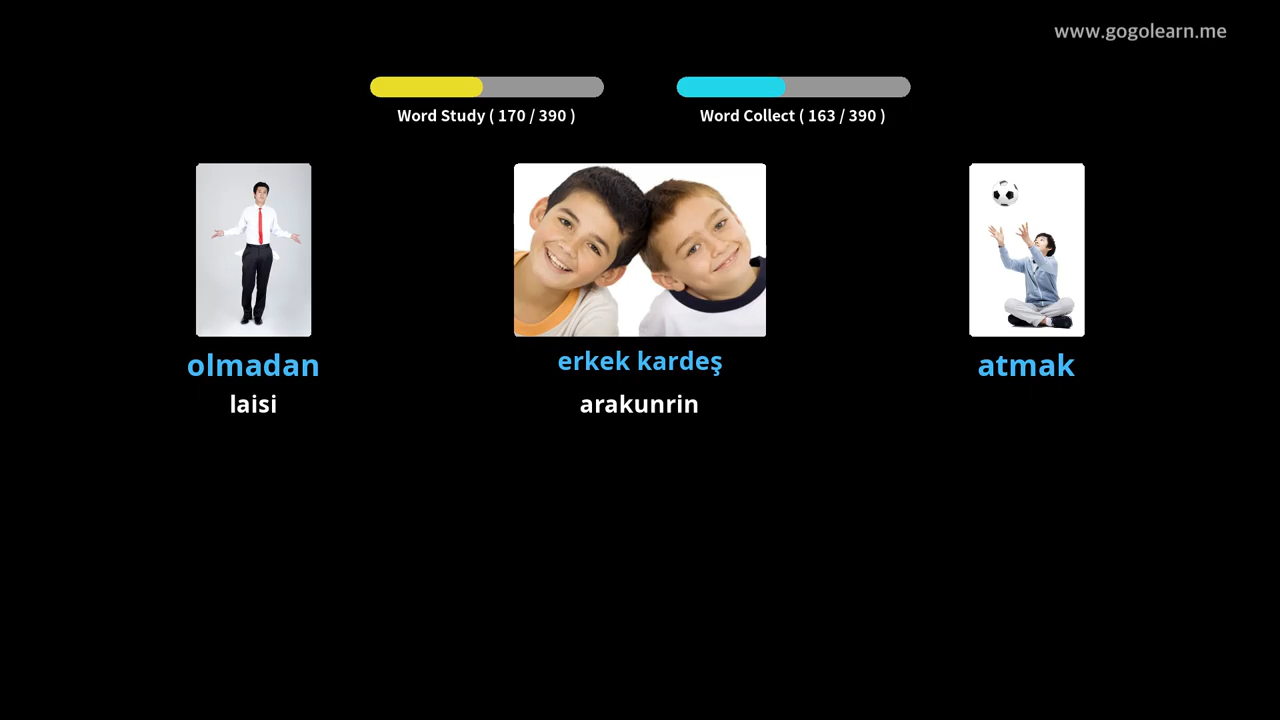 www.gogolearn.me
Word Study ( 170 / 390 )
Word Collect ( 163 / 390 )
olmadan
laisi
erkek kardeş
arakunrin
atmak